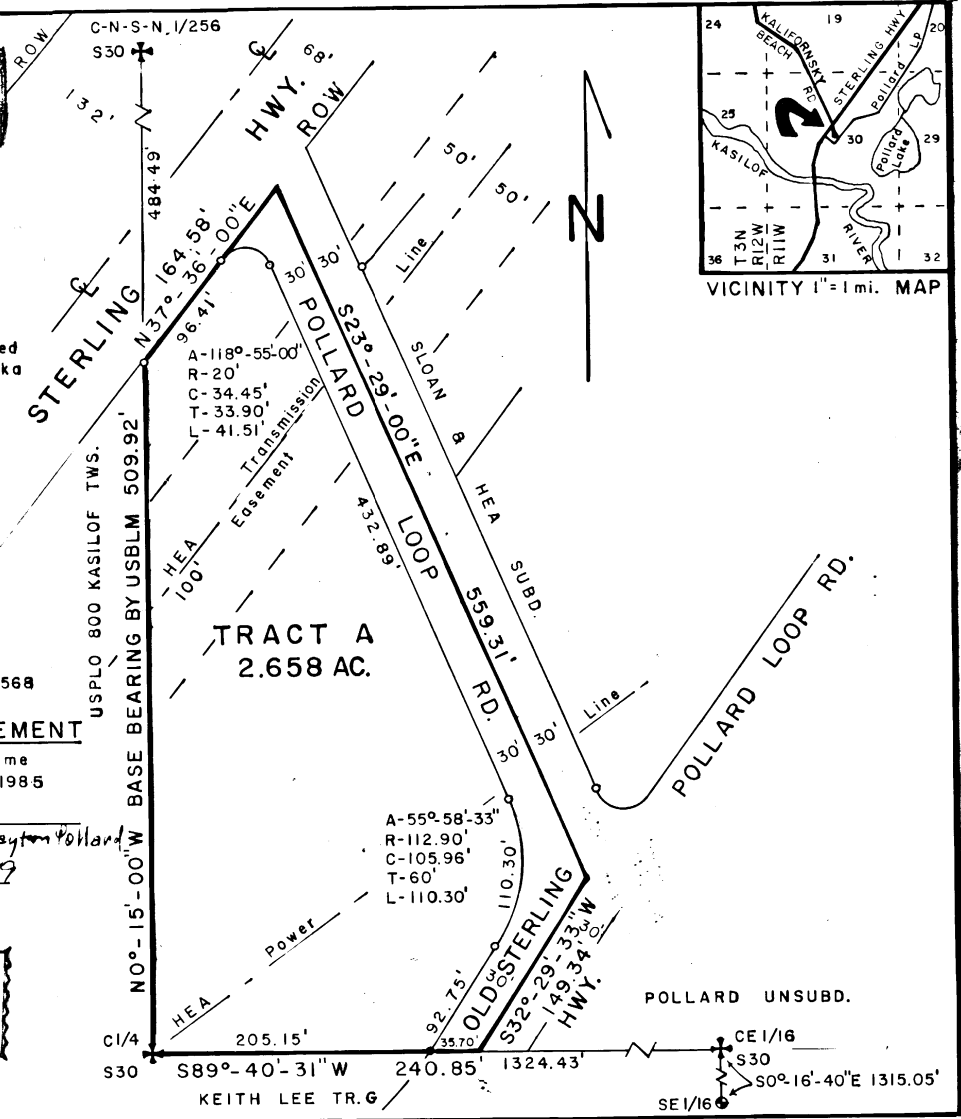 C-N-S-N, 1/256
S30
ROW
132'
484.49'
℄
68'
HWY.
ROW
50'
50'
Line
N
24
19
20
KALIFORNSKY
BEACH
RD
STERLING HWY
Pollard
LP
25
30
29
Pollard
Lake
KASILOF
RIVER
T3N
R12W
R11W
36
31
32
VICINITY 1"=1mi. MAP
℄
STERLING
N37°-36'-00"E
164.58'
96.41'
30'
30'
A-118°-55-00"
R-20'
C-34.45'
T-33.90'
L-41.51'
HEA
Transmission
Easement
100'
POLLARD
LOOP
RD.
S23°-29'-00"E
559.31'
432.89'
SLOAN & HEA SUBD.
USPLO 800 KASILOF TWS.
N0°-15'-00"W BASE BEARING BY USBLM 509.92'
TRACT A
2.658 AC.
ed
ka
568
EMENT
me
1985
Pollard
30'
30'
Line
POLLARD LOOP RD.
A-55°-58'-33"
R-112.90'
C-105.96'
T-60'
L-110.30'
110.30'
HEA
Power
92.75'
OLD STERLING
HWY.
30
30'
S32°-29'-33"W
149.34'
POLLARD UNSUBD.
C1/4
S30
205.15'
35.70'
S89°-40'-31"W
240.85'
1324.43'
CE1/16
S30
S0°-16'-40"E 1315.05'
SE1/16
KEITH LEE TR.G